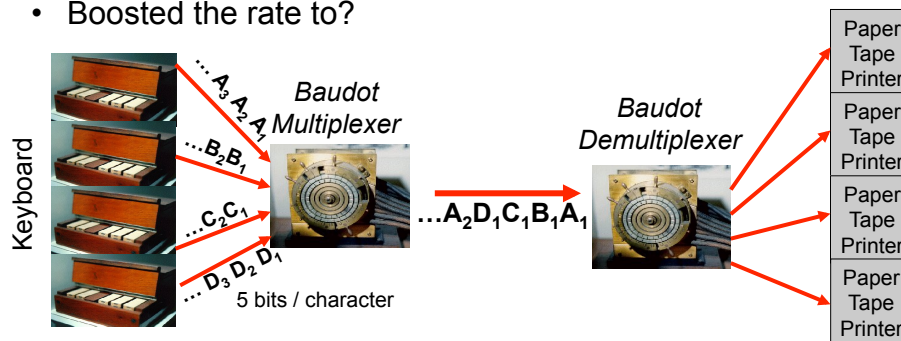 • Boosted the rate to?
Keyboard
... A₃ A₂ A₁
...B₂B₁
...C₂C₁
... D₃ D₂ D₁
5 bits / character
Baudot
Multiplexer
...A₂D₁C₁B₁A₁
Baudot
Demultiplexer
Paper
Tape
Printer
Paper
Tape
Printer
Paper
Tape
Printer
Paper
Tape
Printer